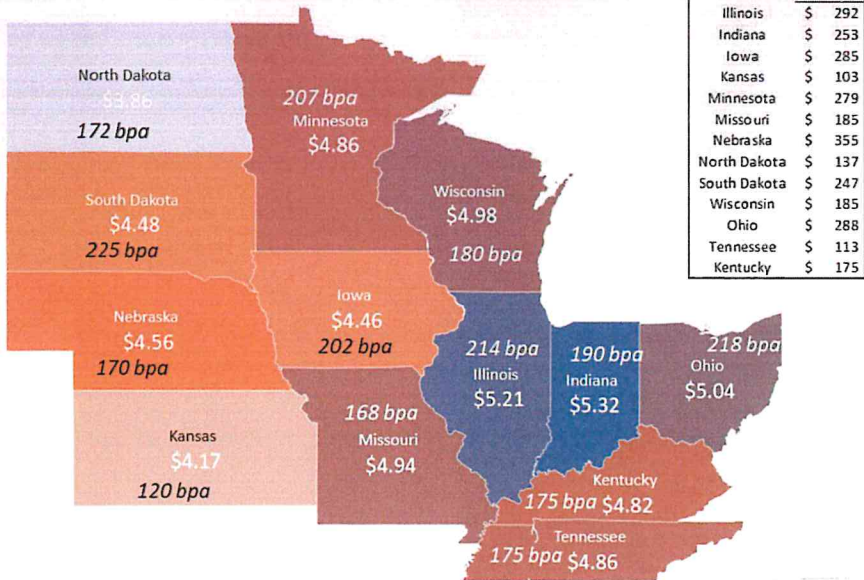 Illinois $ 292
Indiana $ 253
Iowa $ 285
Kansas $ 103
Minnesota $ 279
Missouri $ 185
Nebraska $ 355
North Dakota $ 137
South Dakota $ 247
Wisconsin $ 185
Ohio $ 288
Tennessee $ 113
Kentucky $ 175
North Dakota
$3.86
172 bpa
207 bpa
Minnesota
$4.86
Wisconsin
$4.98
180 bpa
South Dakota
$4.48
225 bpa
Nebraska
$4.56
170 bpa
Iowa
$4.46
202 bpa
214 bpa
Illinois
$5.21
190 bpa
Indiana
$5.32
218 bpa
Ohio
$5.04
Kansas
$4.17
120 bpa
168 bpa
Missouri
$4.94
Kentucky
175 bpa $4.82
Tennessee
175 bpa $4.86